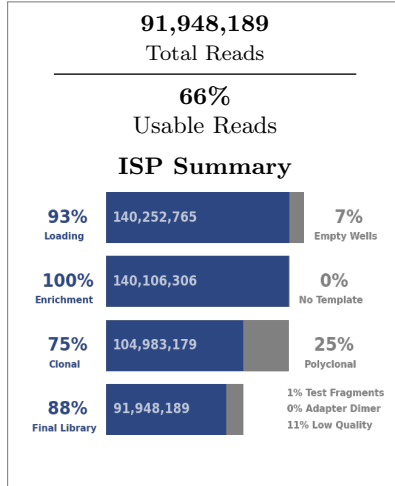 91,948,189
Total Reads
66%
Usable Reads
ISP Summary
93%
Loading
140,252,765
7%
Empty Wells
100%
Enrichment
140,106,306
0%
No Template
75%
Clonal
104,983,179
25%
Polyclonal
88%
Final Library
91,948,189
1% Test Fragments
0% Adapter Dimer
11% Low Quality